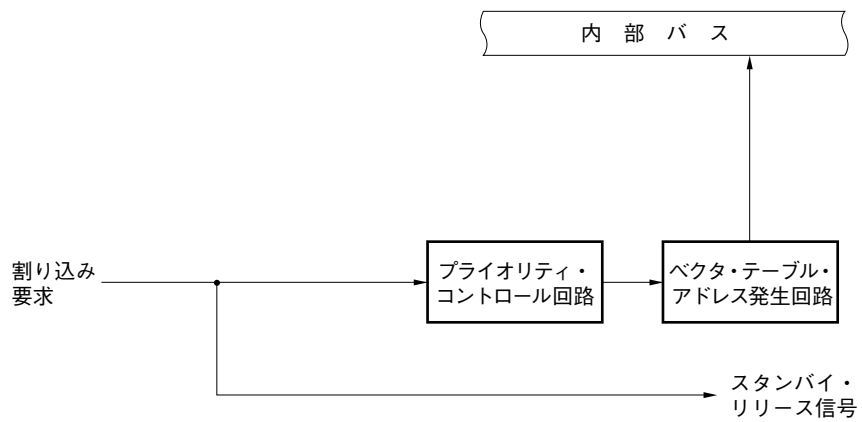 内 部 バ ス
割り込み
要求
プライオリティ・
コントロール回路
ベクタ・テーブル・
アドレス発生回路
スタンバイ・
リリース信号